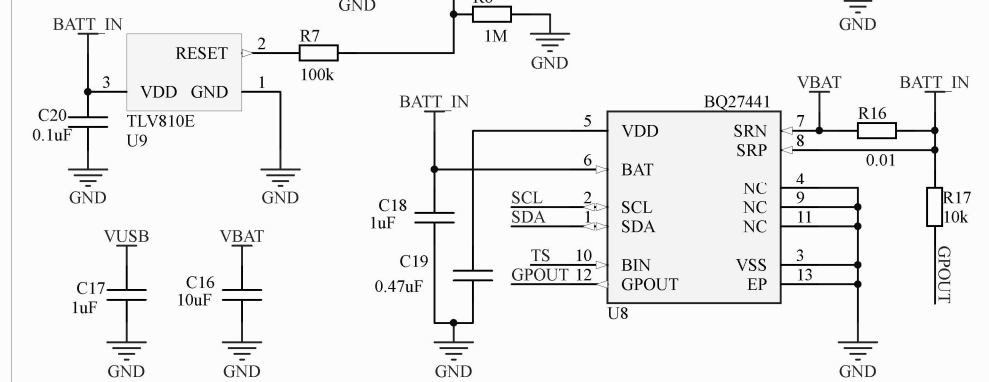 GND
R6
1M
GND
GND
BATT_IN
RESET
2
R7
100k
3
VDD
GND
1
C20
0.1uF
TLV810E
U9
GND
GND
BATT_IN
BQ27441
VBAT
BATT_IN
5
VDD
SRN
7
R16
SRP
8
0.01
6
BAT
C18
1uF
SCL
2
SCL
SDA
1
SDA
NC
4
NC
9
NC
11
R17
10k
VUSB
VBAT
C17
1uF
C16
10uF
C19
0.47uF
TS
10
BIN
GPOUT
12
GPOUT
VSS
3
EP
13
GPOUT
U8
GND
GND
GND
GND